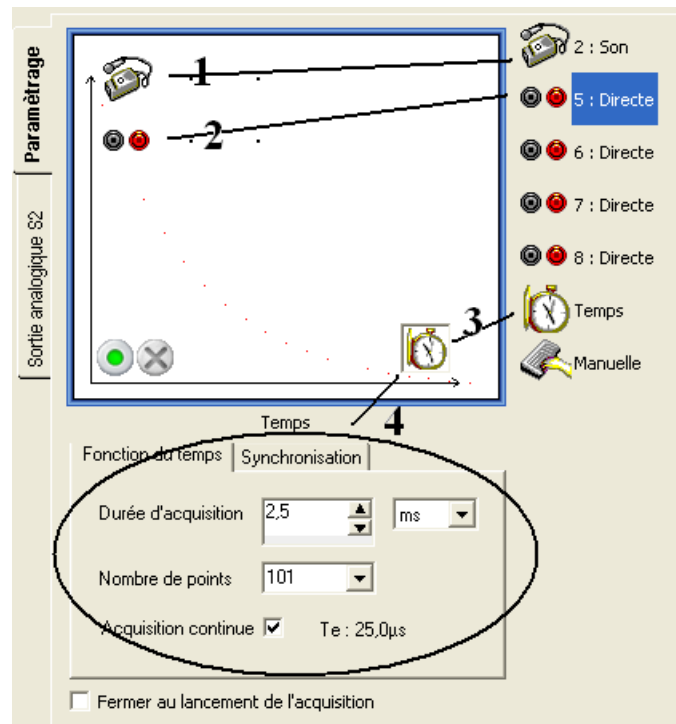 Paramètrage
Sortie analogique S2
1
2
3
4
2 : Son
5 : Directe
6 : Directe
7 : Directe
8 : Directe
Temps
Manuelle
Temps
Fonction du temps
Synchronisation
Durée d'acquisition 2,5 ms
Nombre de points 101
Acquisition continue Te : 25,0µs
Fermer au lancement de l'acquisition